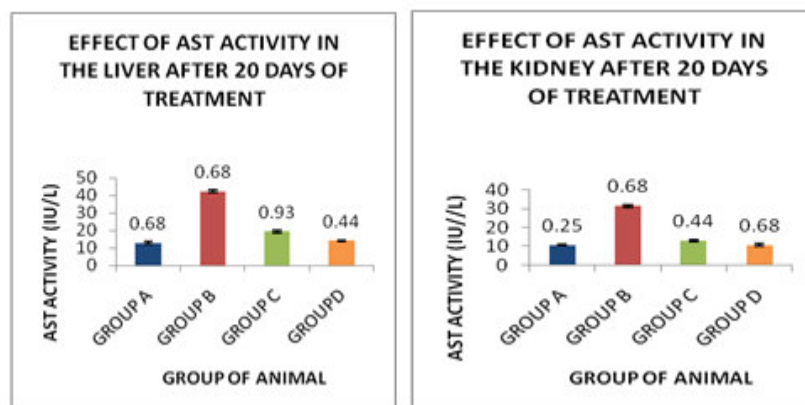 EFFECT OF AST ACTIVITY IN
THE LIVER AFTER 20 DAYS OF
TREATMENT
AST ACTIVITY (IU/L)
50
40
30
20
10
0
0.68
0.68
0.93
0.44
GROUP A
GROUP B
GROUP C
GROUPD
GROUP OF ANIMAL
EFFECT OF AST ACTIVITY IN
THE KIDNEY AFTER 20 DAYS
OF TREATMENT
AST ACTIVITY (IU//L)
40
30
20
10
0
0.25
0.68
0.44
0.68
GROUP A
GROUP B
GROUP C
GROUP D
GROUP OF ANIMAL